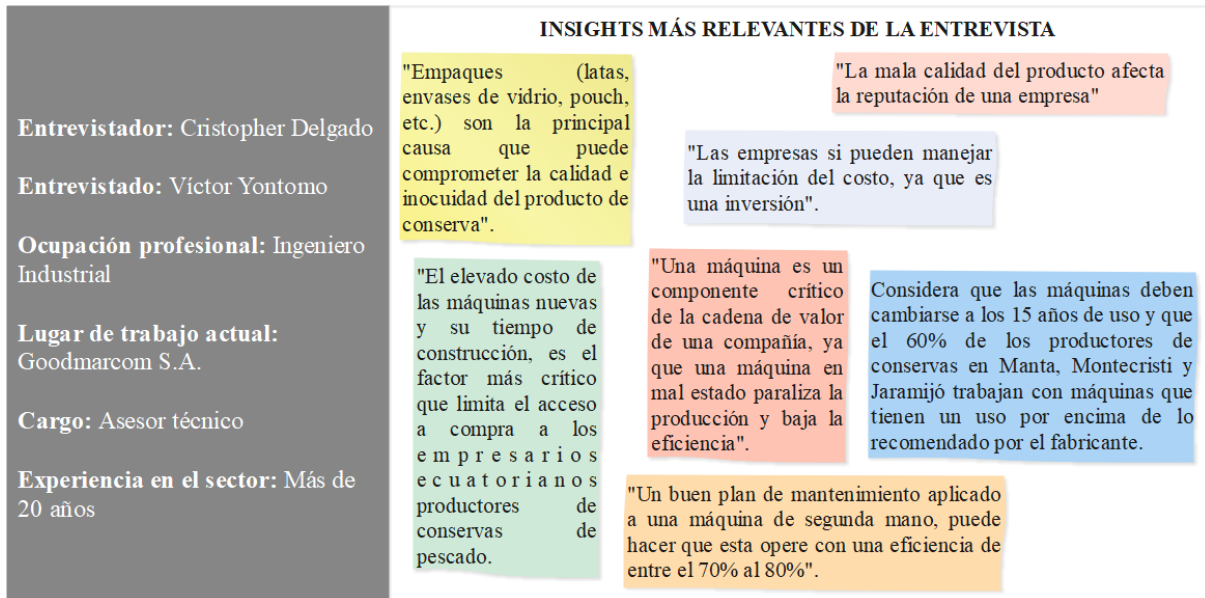 Entrevistador: Cristopher Delgado
Entrevistado: Víctor Yontomo
Ocupación profesional: Ingeniero
Industrial
Lugar de trabajo actual:
Goodmarcom S.A.
Cargo: Asesor técnico
Experiencia en el sector: Más de
20 años
INSIGHTS MÁS RELEVANTES DE LA ENTREVISTA
"Empaques (latas,
envases de vidrio, pouch,
etc.) son la principal
causa que puede
comprometer la calidad e
inocuidad del producto de
conserva".
"La mala calidad del producto afecta
la reputación de una empresa"
"Las empresas si pueden manejar
la limitación del costo, ya que es
una inversión".
"El elevado costo de
las máquinas nuevas
y su tiempo de
construcción, es el
factor más crítico
que limita el acceso
a compra a los
empresarios
ecuatorianos
productores de
conservas de
pescado.
"Una máquina es un
componente crítico
de la cadena de valor
de una compañía, ya
que una máquina en
mal estado paraliza la
producción y baja la
eficiencia".
Considera que las máquinas deben
cambiarse a los 15 años de uso y que
el 60% de los productores de
conservas en Manta, Montecristi y
Jaramijó trabajan con máquinas que
tienen un uso por encima de lo
recomendado por el fabricante.
"Un buen plan de mantenimiento aplicado
a una máquina de segunda mano, puede
hacer que esta opere con una eficiencia de
entre el 70% al 80%".